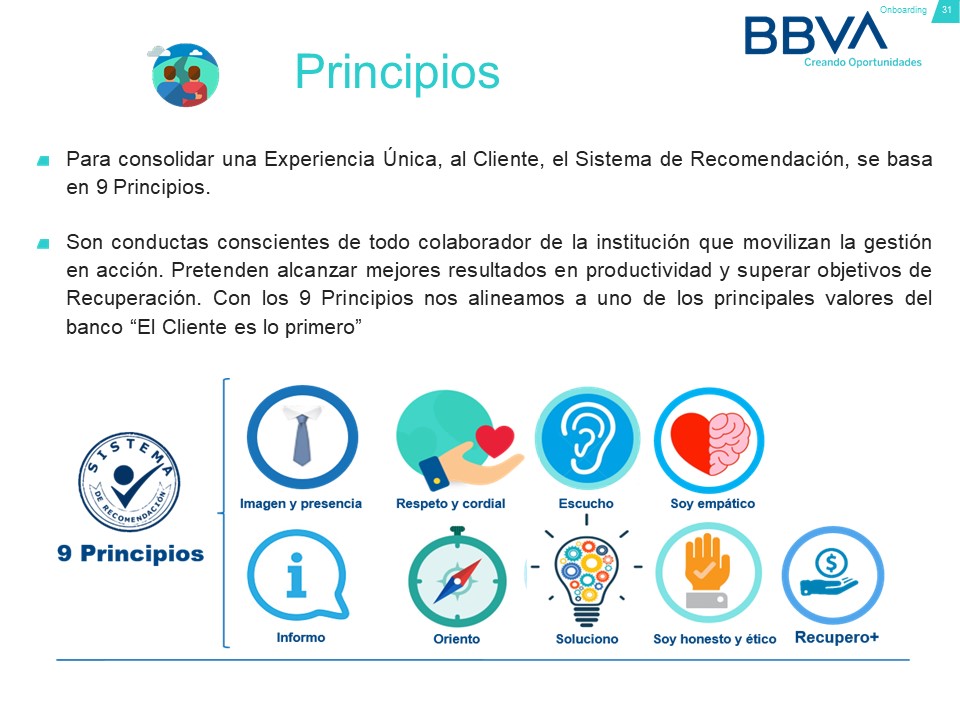 Onboarding 31
BBVA
Creando Oportunidades
Principios
Para consolidar una Experiencia Única, al Cliente, el Sistema de Recomendación, se basa
en 9 Principios.
Son conductas conscientes de todo colaborador de la institución que movilizan la gestión
en acción. Pretenden alcanzar mejores resultados en productividad y superar objetivos de
Recuperación. Con los 9 Principios nos alineamos a uno de los principales valores del
banco “El Cliente es lo primero”
SISTEMA
DE RECOMENDACIÓN
9 Principios
Imagen y presencia
Respeto y cordial
Escucho
Soy empático
Informo
Oriento
Soluciono
Soy honesto y ético
$
Recupero+